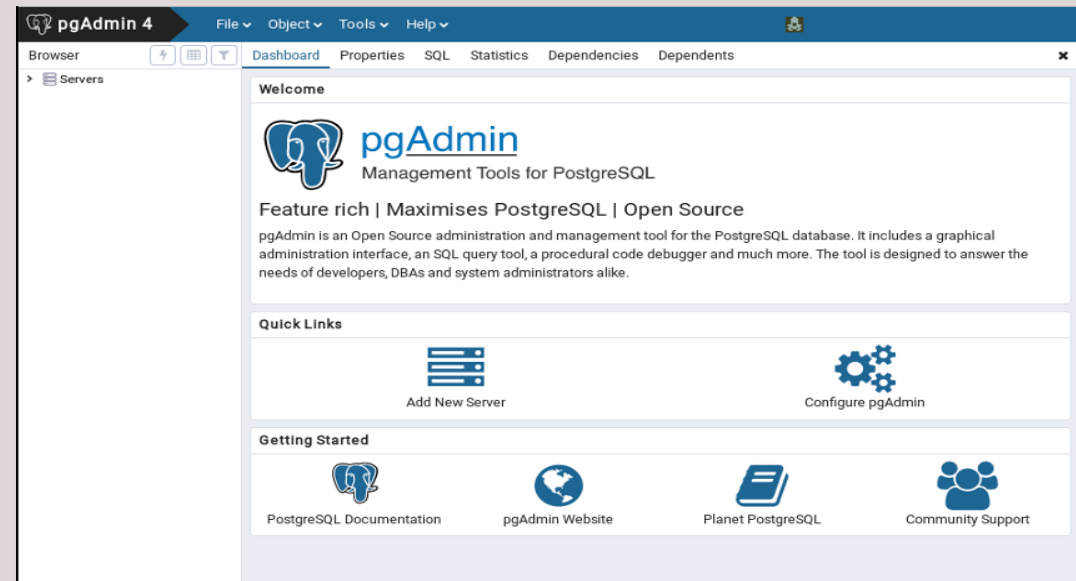 pgAdmin 4 File Object Tools Help
Browser Dashboard Properties SQL Statistics Dependencies Dependents
Servers
Welcome
pgAdmin
Management Tools for PostgreSQL
Feature rich | Maximises PostgreSQL | Open Source
pgAdmin is an Open Source administration and management tool for the PostgreSQL database. It includes a graphical
administration interface, an SQL query tool, a procedural code debugger and much more. The tool is designed to answer the
needs of developers, DBAs and system administrators alike.
Quick Links
Add New Server Configure pgAdmin
Getting Started
PostgreSQL Documentation pgAdmin Website Planet PostgreSQL Community Support